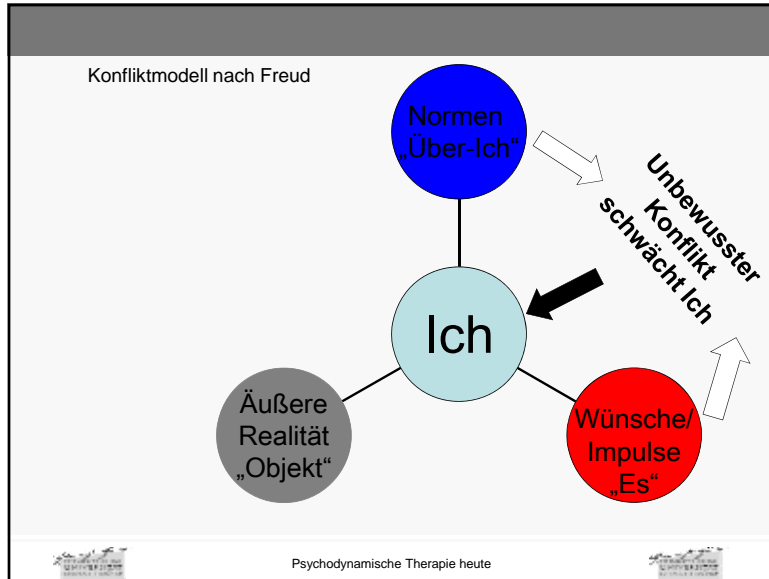 Konfliktmodell nach Freud
Normen
„Über-Ich“
Unbewusster
Konflikt
schwächt Ich
Ich
Äußere
Realität
„Objekt“
Wünsche/
Impulse
„Es“
Psychodynamische Therapie heute